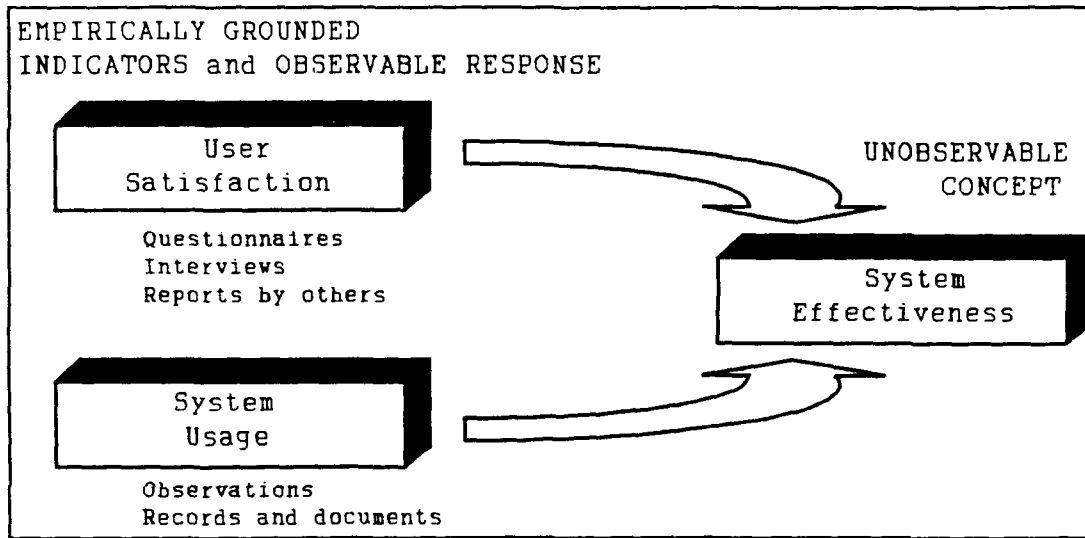 EMPIRICALLY GROUNDED
INDICATORS and OBSERVABLE RESPONSE
User
Satisfaction
Questionnaires
Interviews
Reports by others
UNOBSERVABLE
CONCEPT
System
Effectiveness
System
Usage
Observations
Records and documents